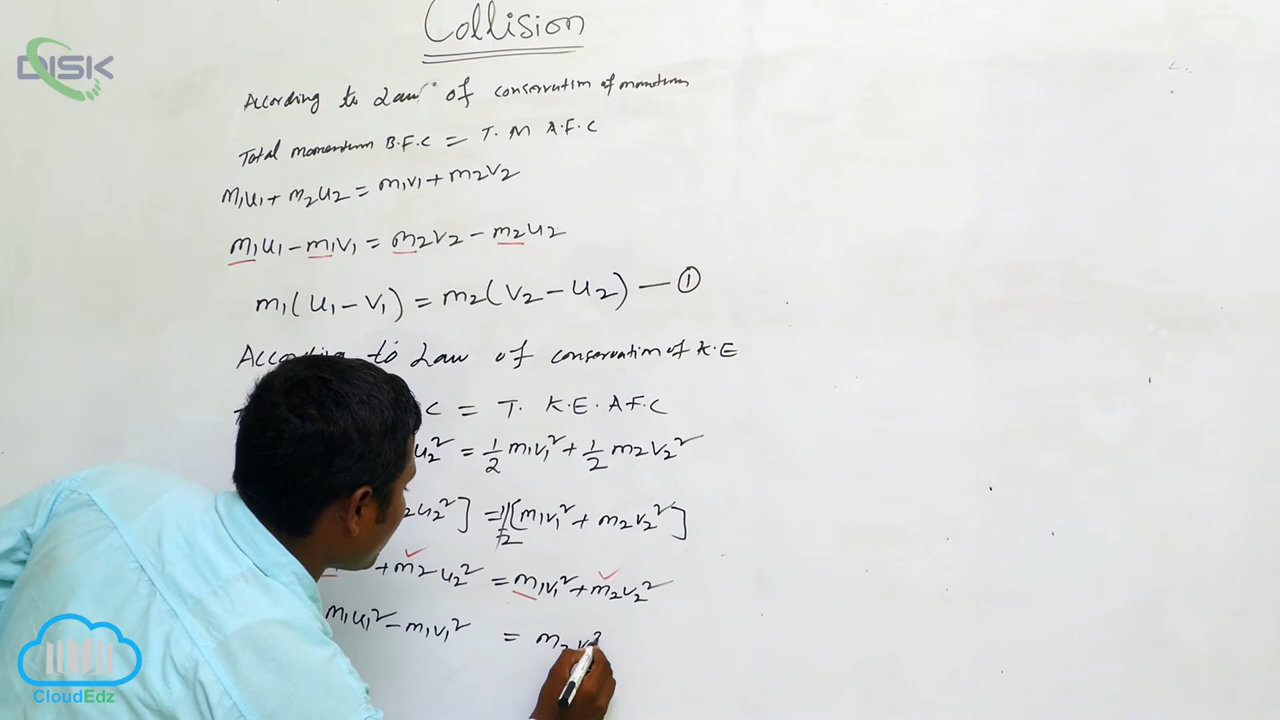 Collision
DISK
According to Law of conservation of momentum
Total momentum B.F.C = T. M A.F.C
m₁u₁ + m₂u₂ = m₁v₁ + m₂v₂
m₁u₁ - m₁v₁ = m₂v₂ - m₂u₂
m₁(u₁ - v₁) = m₂(v₂ - u₂) — ①
According to Law of conservation of K.E
C = T. K.E. A.F.C
u₂² = 1/2 m₁v₁² + 1/2 m₂v₂²
₂u₂²] = 1/2 [m₁v₁² + m₂v₂²]
+ m₂u₂² = m₁v₁² + m₂v₂²
m₁u₁² - m₁v₁² = m₂v₂²
CloudEdz